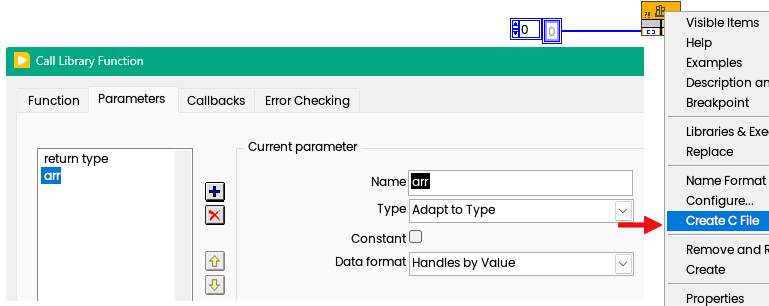 0 0
Visible Items
Help
Examples
Description an
Breakpoint
Libraries & Exe
Replace
Name Format
Configure...
Create C File
Remove and R
Create
Properties
Call Library Function
Function Parameters Callbacks Error Checking
return type
arr
Current parameter
Name arr
Type Adapt to Type
Constant
Data format Handles by Value